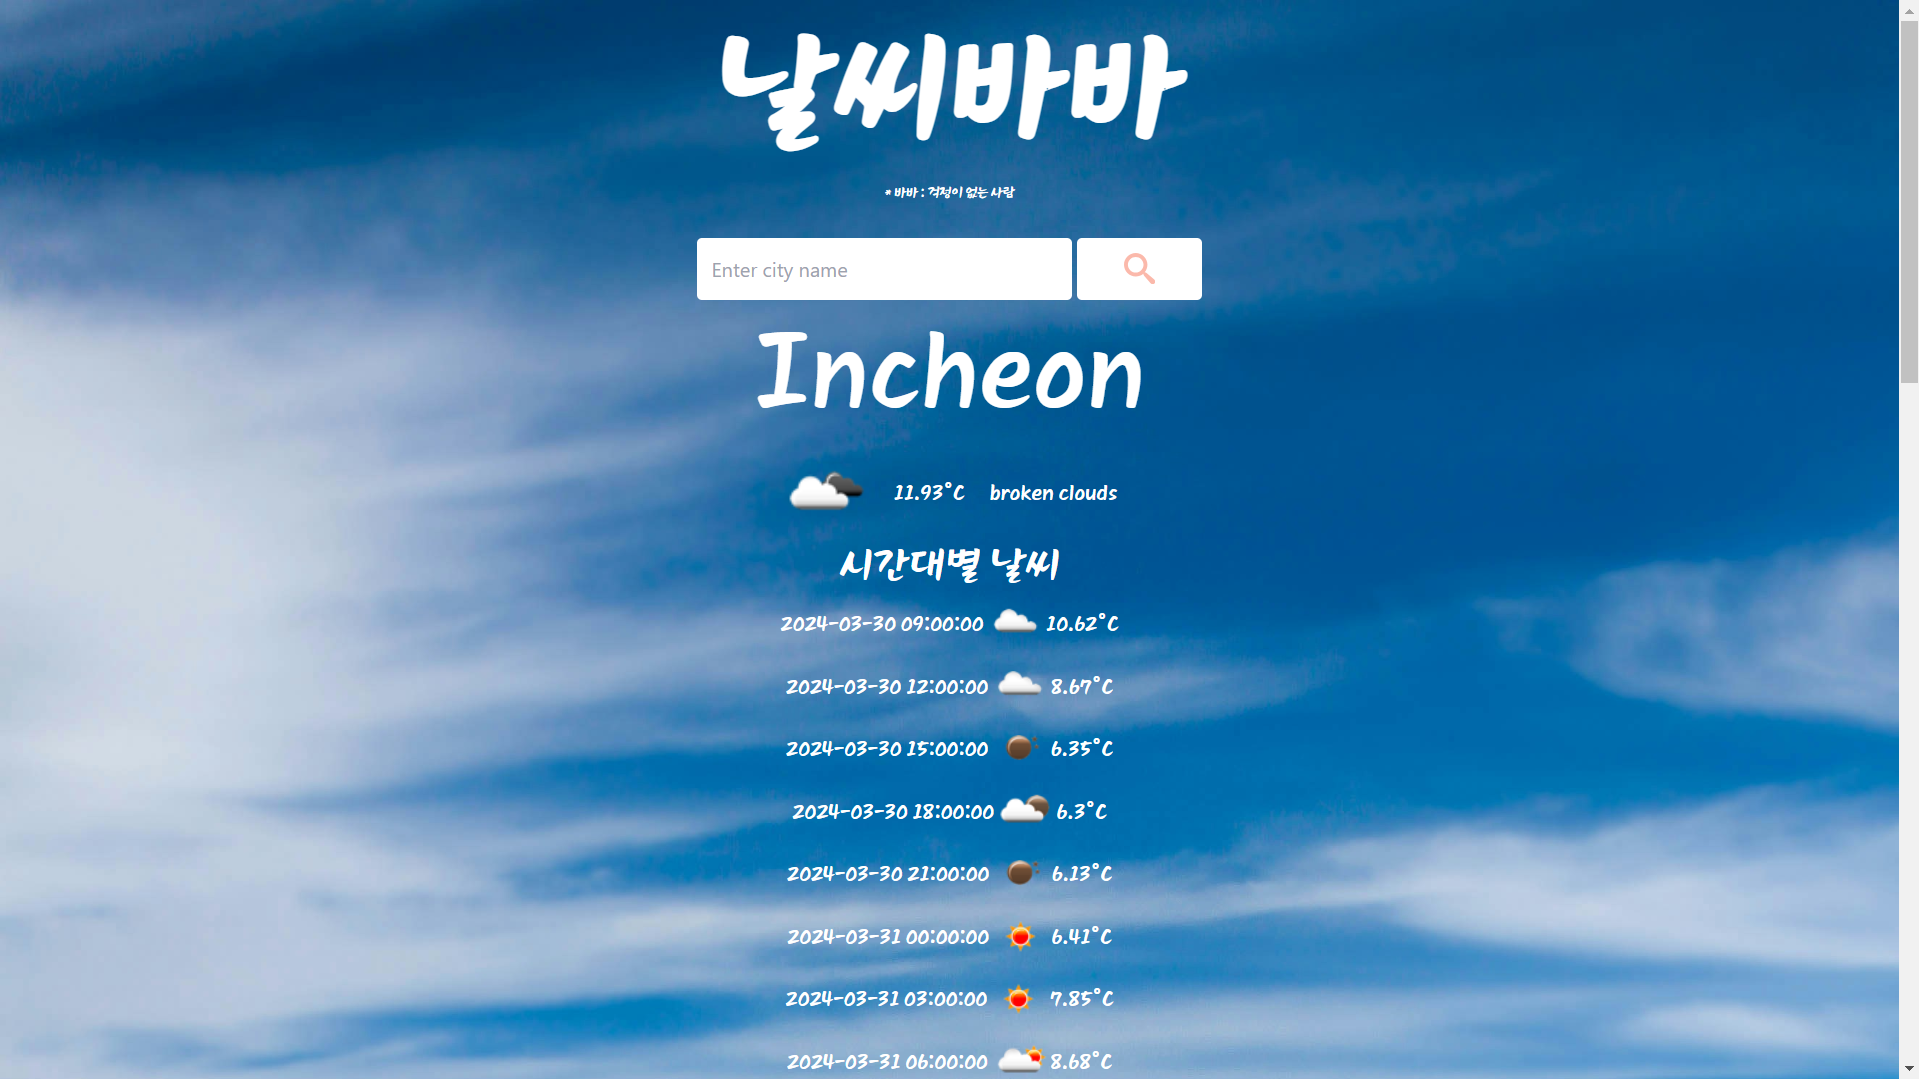 날씨바바
* 바바 : 걱정이 없는 사람
Enter city name
Incheon
11.93°C broken clouds
시간대별 날씨
2024-03-30 09:00:00 10.62°C
2024-03-30 12:00:00 8.67°C
2024-03-30 15:00:00 6.35°C
2024-03-30 18:00:00 6.3°C
2024-03-30 21:00:00 6.13°C
2024-03-31 00:00:00 6.41°C
2024-03-31 03:00:00 7.85°C
2024-03-31 06:00:00 8.68°C